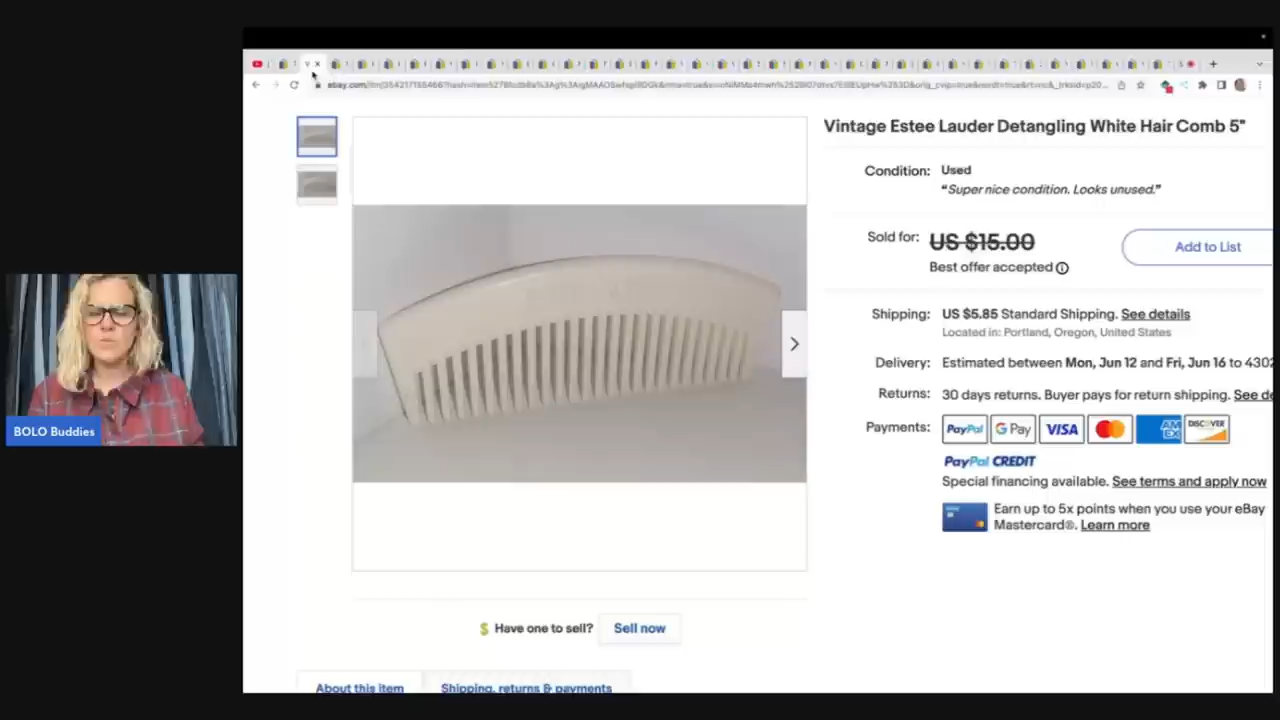 Vintage Estee Lauder Detangling White Hair Comb 5"
Condition: Used
“Super nice condition. Looks unused.”
Sold for: US $15.00
Add to List
Best offer accepted
Shipping: US $5.85 Standard Shipping. See details
Located in: Portland, Oregon, United States
Delivery: Estimated between Mon, Jun 12 and Fri, Jun 16 to 4302
Returns: 30 days returns. Buyer pays for return shipping. See de
Payments: PayPal G Pay VISA AMEX DISCOVER
PayPal CREDIT
Special financing available. See terms and apply now
Earn up to 5x points when you use your eBay
Mastercard®. Learn more
BOLO Buddies
$ Have one to sell? Sell now
About this item Shipping, returns & payments